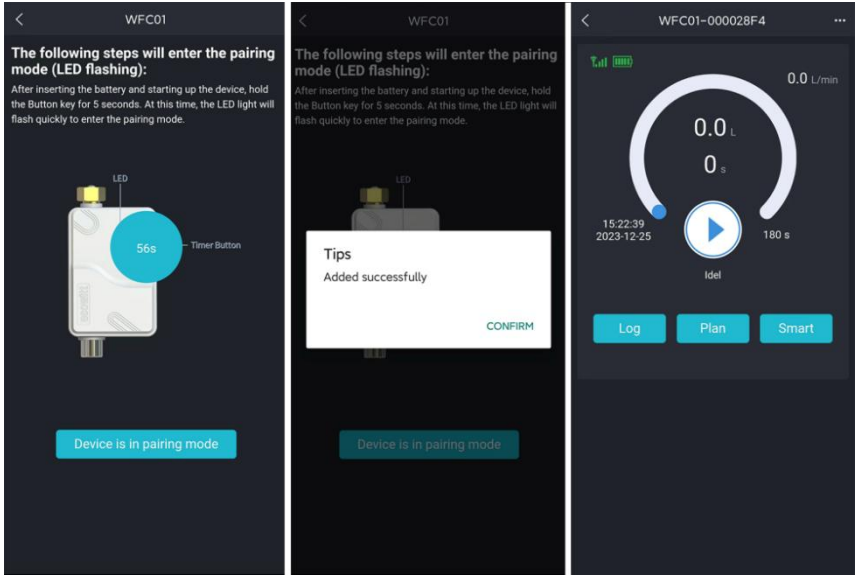 WFC01
The following steps will enter the pairing
mode (LED flashing):
After inserting the battery and starting up the device, hold
the Button key for 5 seconds. At this time, the LED light will
flash quickly to enter the pairing mode.
LED
56s
Timer Button
ecowitt
Device is in pairing mode
WFC01
The following steps will enter the pairing
mode (LED flashing):
After inserting the battery and starting up the device, hold
the Button key for 5 seconds. At this time, the LED light will
flash quickly to enter the pairing mode.
LED
Tips
Added successfully
CONFIRM
Device is in pairing mode
WFC01-000028F4
0.0 L/min
0.0 L
0 s
15:22:39
2023-12-25
180 s
Idel
Log
Plan
Smart